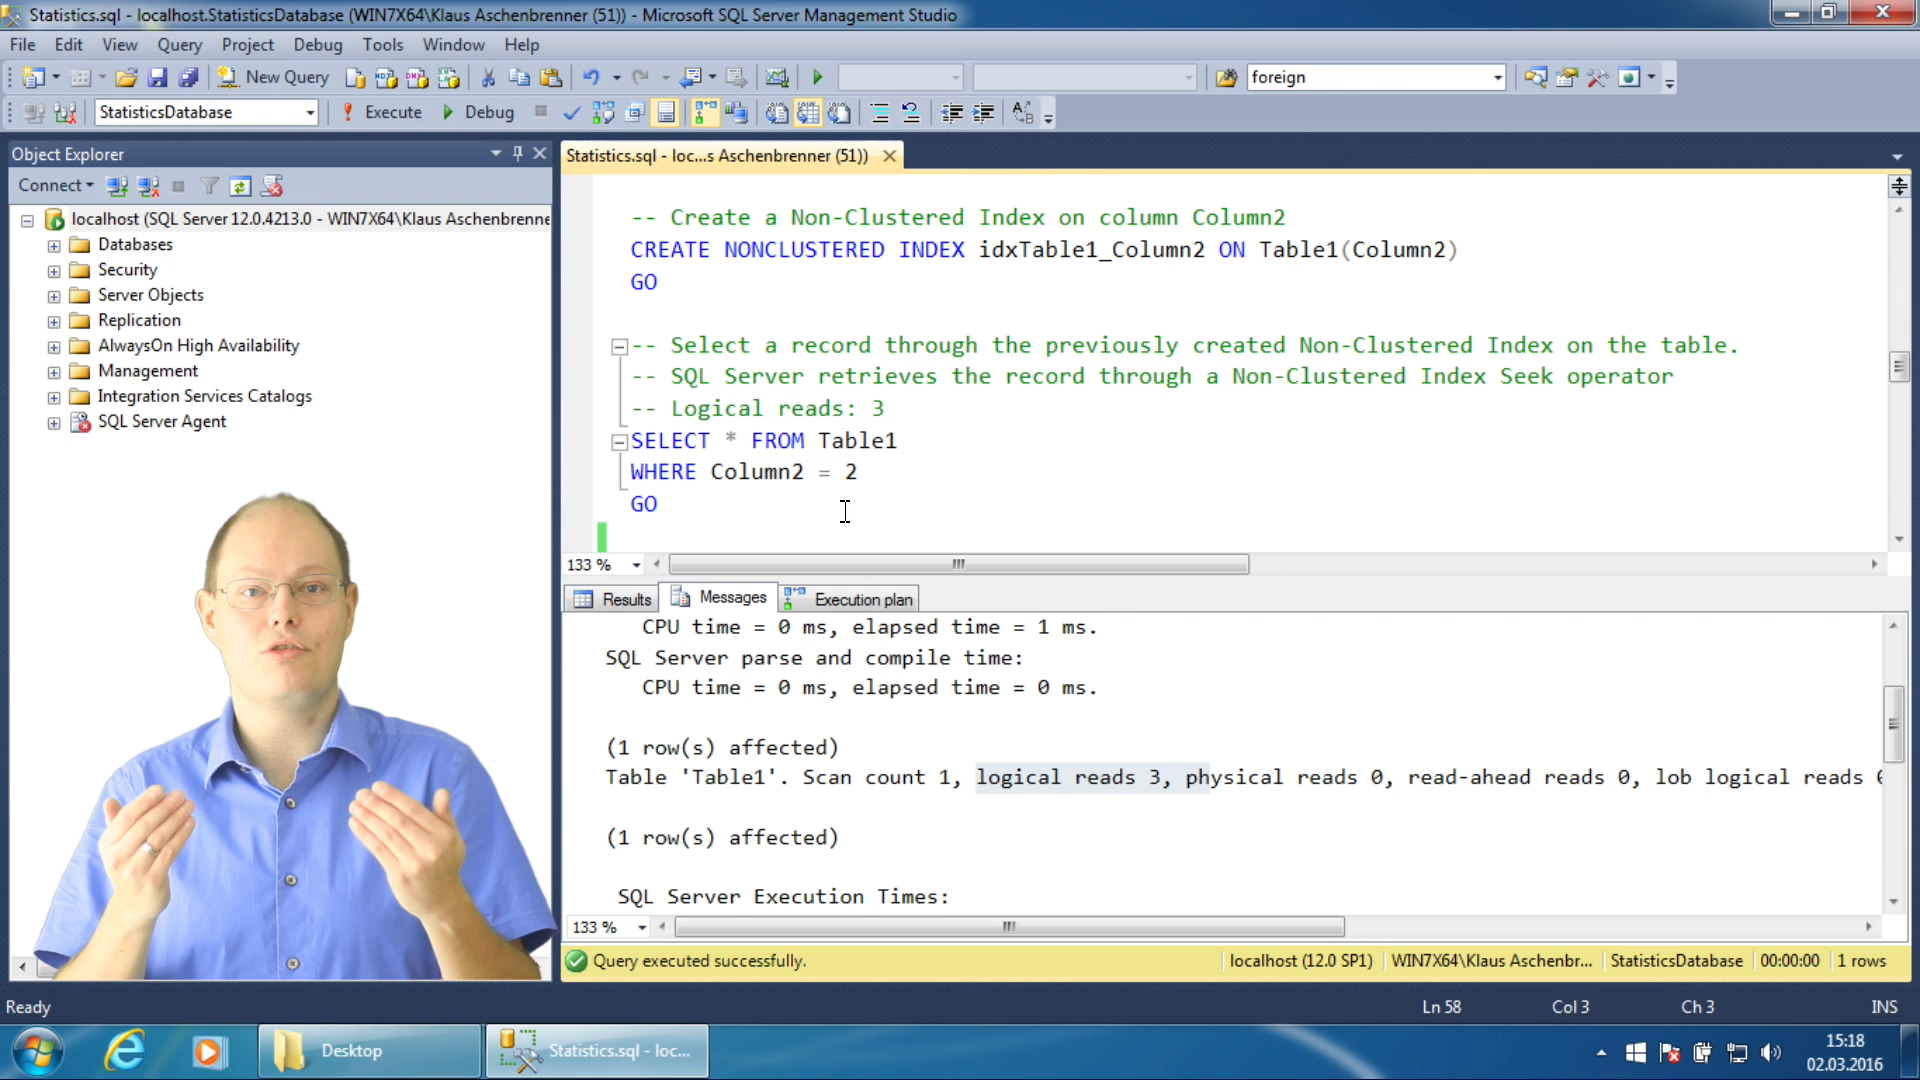 Statistics.sql - localhost.StatisticsDatabase (WIN7X64\Klaus Aschenbrenner (51)) - Microsoft SQL Server Management Studio
File Edit View Query Project Debug Tools Window Help
New Query
foreign
StatisticsDatabase
Execute
Debug
Object Explorer
Connect
localhost (SQL Server 12.0.4213.0 - WIN7X64\Klaus Aschenbrenne
Databases
Security
Server Objects
Replication
AlwaysOn High Availability
Management
Integration Services Catalogs
SQL Server Agent
Statistics.sql - loc...s Aschenbrenner (51))
-- Create a Non-Clustered Index on column Column2
CREATE NONCLUSTERED INDEX idxTable1_Column2 ON Table1(Column2)
GO
-- Select a record through the previously created Non-Clustered Index on the table.
-- SQL Server retrieves the record through a Non-Clustered Index Seek operator
-- Logical reads: 3
SELECT * FROM Table1
WHERE Column2 = 2
GO
133 %
Results
Messages
Execution plan
CPU time = 0 ms, elapsed time = 1 ms.
SQL Server parse and compile time:
CPU time = 0 ms, elapsed time = 0 ms.
(1 row(s) affected)
Table 'Table1'. Scan count 1, logical reads 3, physical reads 0, read-ahead reads 0, lob logical reads 0
(1 row(s) affected)
SQL Server Execution Times:
133 %
Query executed successfully.
localhost (12.0 SP1)
WIN7X64\Klaus Aschenbr...
StatisticsDatabase
00:00:00
1 rows
Ready
Ln 58
Col 3
Ch 3
INS
Desktop
Statistics.sql - loc...
15:18
02.03.2016